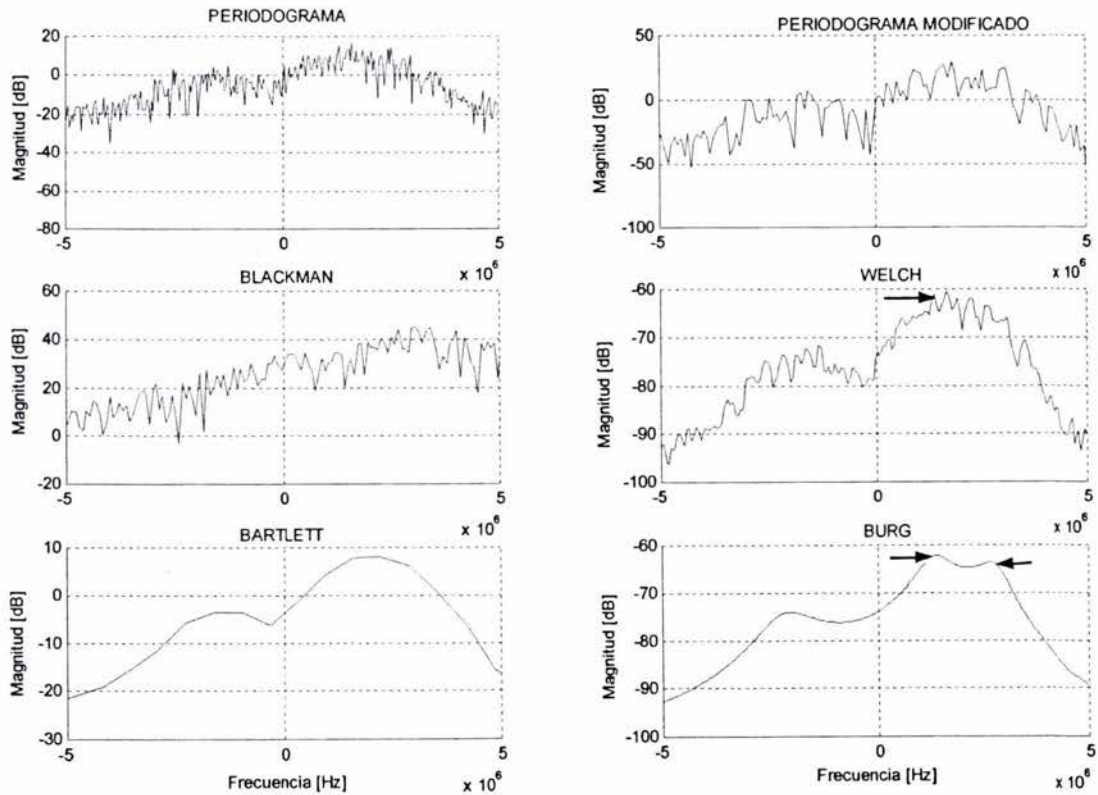 PERIODOGRAMA
Magnitud [dB]
20
0
-20
-40
-60
-80
-5
0
5
x 10^6
PERIODOGRAMA MODIFICADO
Magnitud [dB]
50
0
-50
-100
-5
0
5
x 10^6
BLACKMAN
Magnitud [dB]
60
40
20
0
-20
-5
0
5
x 10^6
WELCH
Magnitud [dB]
-60
-70
-80
-90
-100
-5
0
5
x 10^6
BARTLETT
Magnitud [dB]
10
0
-10
-20
-30
-5
0
5
Frecuencia [Hz]
x 10^6
BURG
Magnitud [dB]
-60
-70
-80
-90
-100
-5
0
5
Frecuencia [Hz]
x 10^6